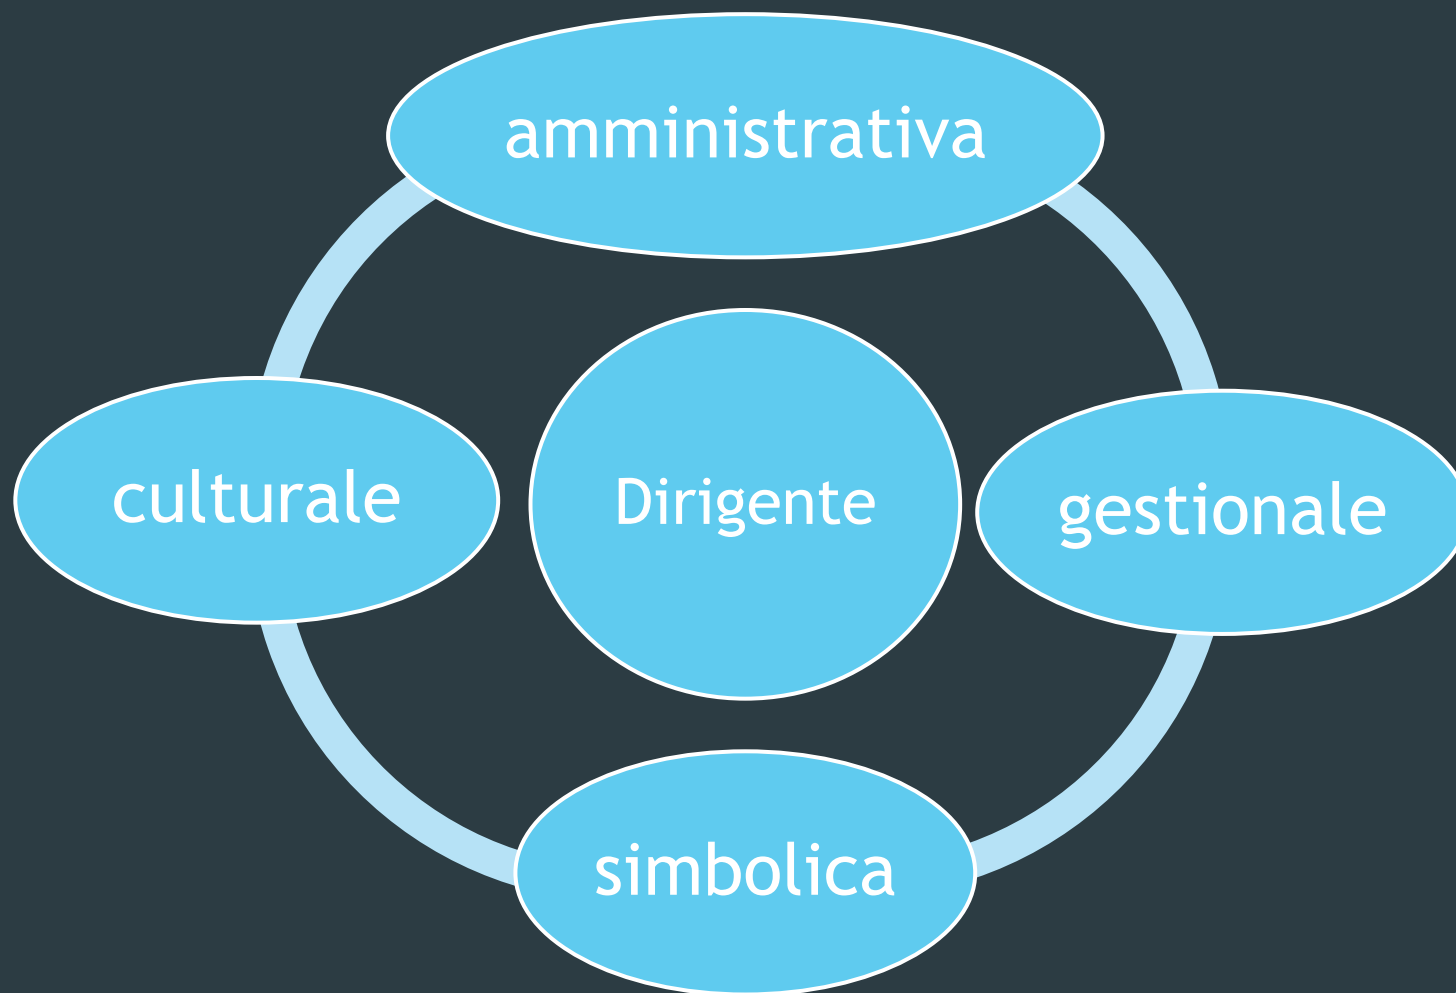 amministrativa
culturale
Dirigente
gestionale
simbolica